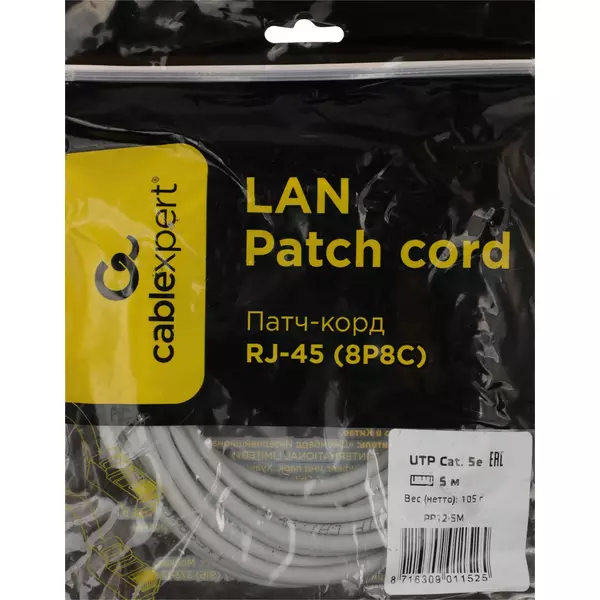 cablexpert®
LAN
Patch cord
Патч-корд
RJ-45 (8P8C)
UTP Cat. 5e EAC
5 м
Вес (нетто): 105 г
PP12-5M
8 716309 011525